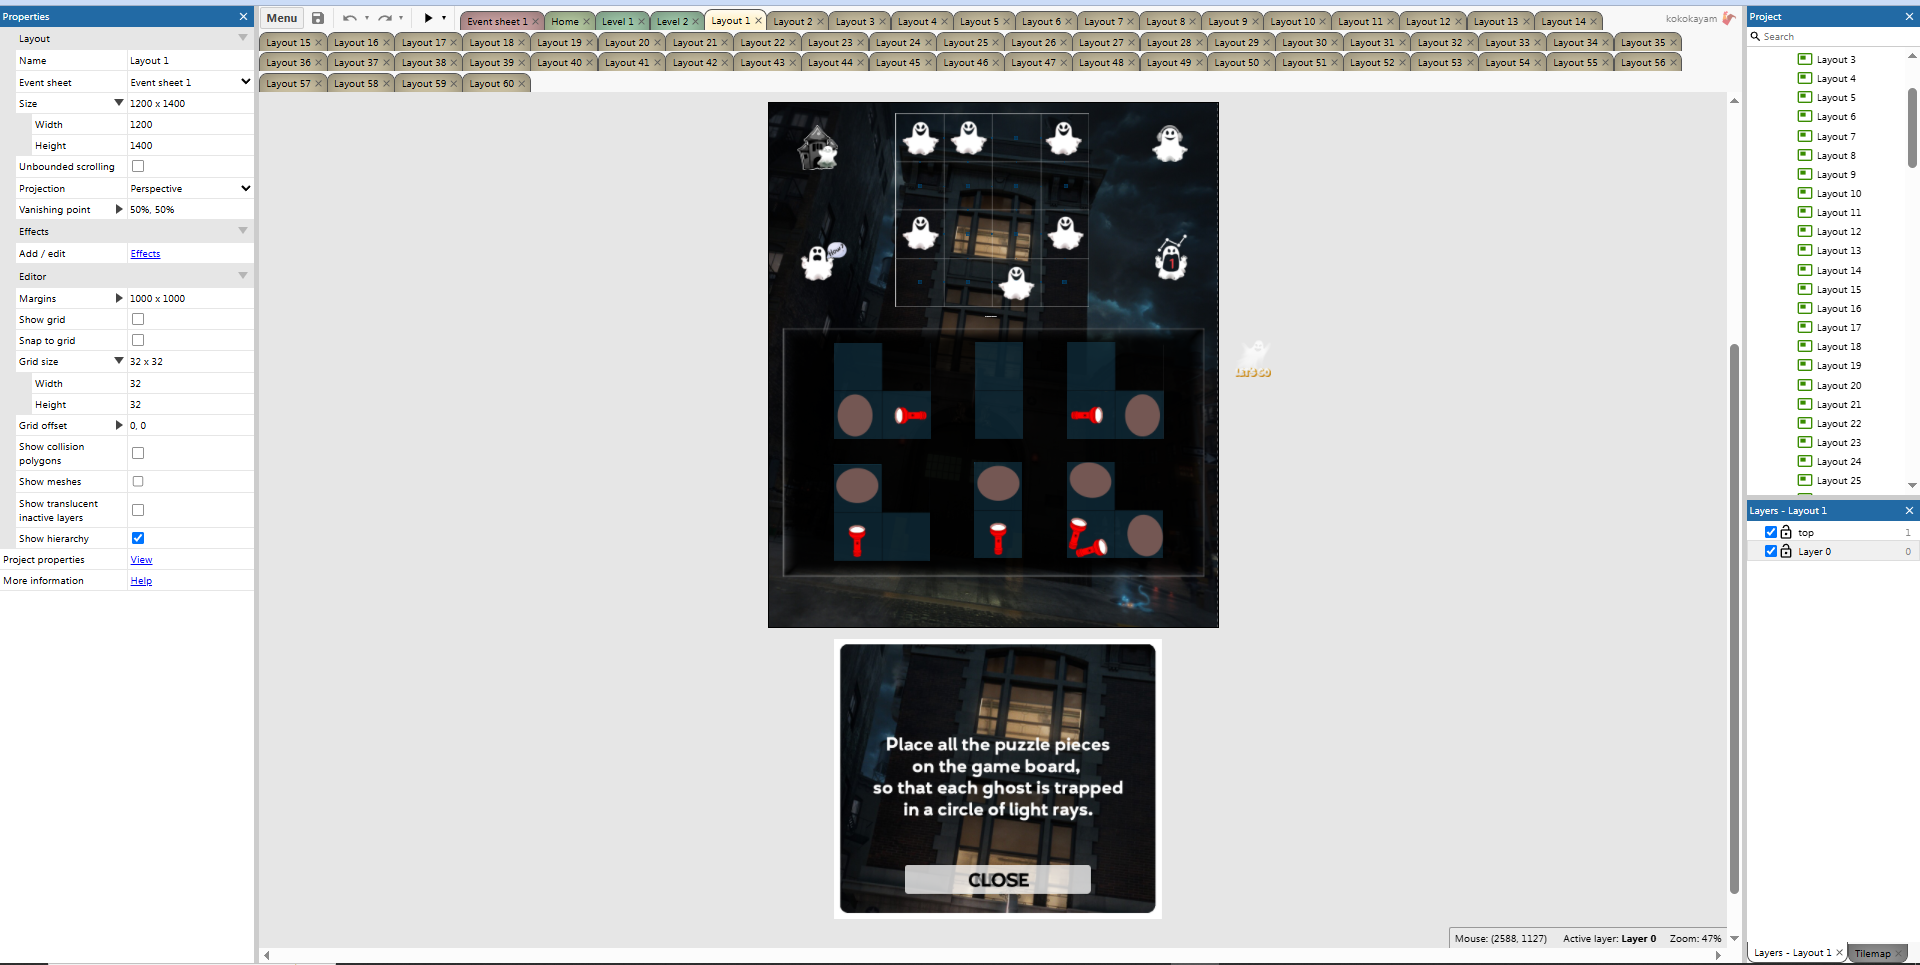 Properties
Layout
Name Layout 1
Event sheet Event sheet 1
Size 1200 x 1400
Width 1200
Height 1400
Unbounded scrolling
Projection Perspective
Vanishing point 50%, 50%
Effects
Add / edit Effects
Editor
Margins 1000 x 1000
Show grid
Snap to grid
Grid size 32 x 32
Width 32
Height 32
Grid offset 0, 0
Show collision
polygons
Show meshes
Show translucent
inactive layers
Show hierarchy
Project properties View
More information Help
Menu
Event sheet 1 Home Level 1 Level 2 Layout 1 Layout 2 Layout 3 Layout 4 Layout 5 Layout 6 Layout 7 Layout 8 Layout 9 Layout 10 Layout 11 Layout 12 Layout 13 Layout 14
kokokayam
Layout 15 Layout 16 Layout 17 Layout 18 Layout 19 Layout 20 Layout 21 Layout 22 Layout 23 Layout 24 Layout 25 Layout 26 Layout 27 Layout 28 Layout 29 Layout 30 Layout 31 Layout 32 Layout 33 Layout 34 Layout 35
Layout 36 Layout 37 Layout 38 Layout 39 Layout 40 Layout 41 Layout 42 Layout 43 Layout 44 Layout 45 Layout 46 Layout 47 Layout 48 Layout 49 Layout 50 Layout 51 Layout 52 Layout 53 Layout 54 Layout 55 Layout 56
Layout 57 Layout 58 Layout 59 Layout 60
1
LET'S GO
Place all the puzzle pieces
on the game board,
so that each ghost is trapped
in a circle of light rays.
CLOSE
Mouse: (2588, 1127) Active layer: Layer 0 Zoom: 47%
Project
Search
Layout 3
Layout 4
Layout 5
Layout 6
Layout 7
Layout 8
Layout 9
Layout 10
Layout 11
Layout 12
Layout 13
Layout 14
Layout 15
Layout 16
Layout 17
Layout 18
Layout 19
Layout 20
Layout 21
Layout 22
Layout 23
Layout 24
Layout 25
Layers - Layout 1
top 1
Layer 0 0
Layers - Layout 1 Tilemap